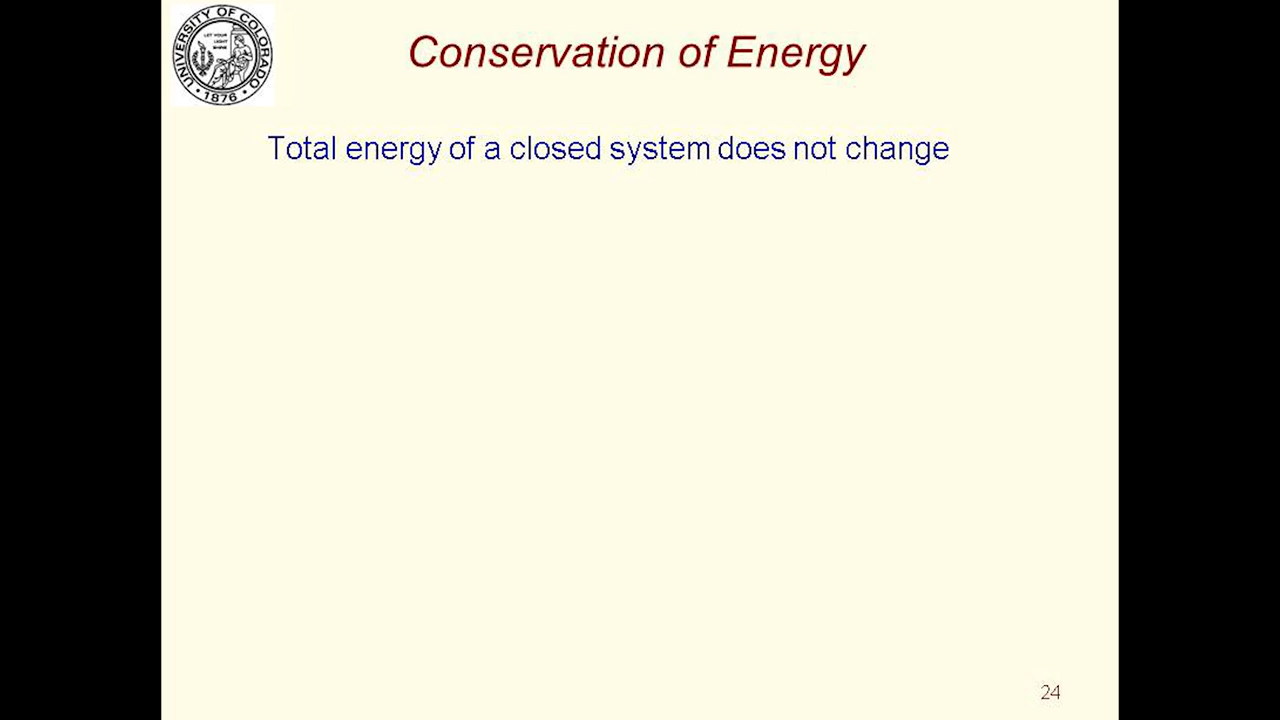 UNIVERSITY OF COLORADO
LET YOUR
LIGHT
SHINE
1876
Conservation of Energy
Total energy of a closed system does not change
24